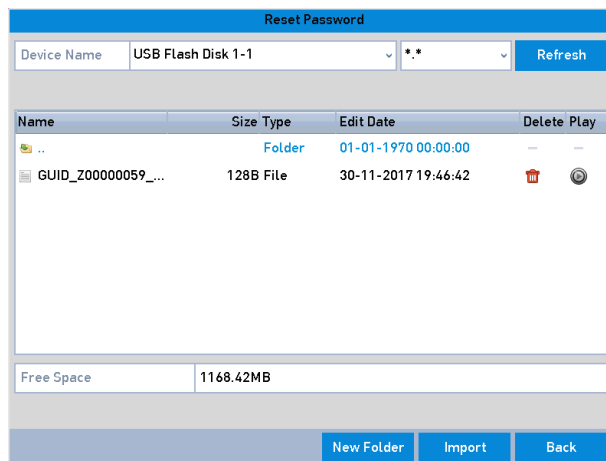 Reset Password
Device Name USB Flash Disk 1-1 *.* Refresh
Name Size Type Edit Date Delete Play
.. Folder 01-01-1970 00:00:00 — —
GUID_Z00000059_... 128B File 30-11-2017 19:46:42
Free Space 1168.42MB
New Folder Import Back